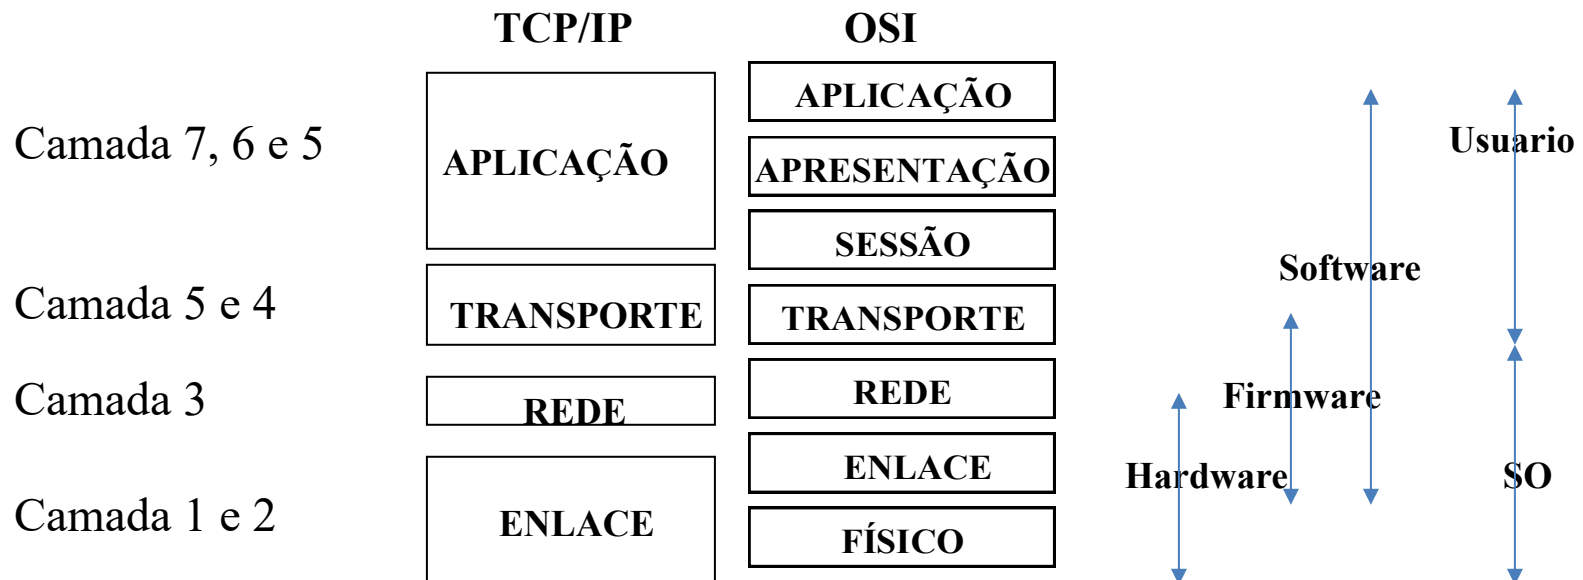 TCP/IP
OSI
Camada 7, 6 e 5
APLICAÇÃO
APLICAÇÃO
APRESENTAÇÃO
SESSÃO
Usuario
Software
Camada 5 e 4
TRANSPORTE
TRANSPORTE
Camada 3
REDE
REDE
Firmware
Camada 1 e 2
ENLACE
ENLACE
FÍSICO
Hardware
SO